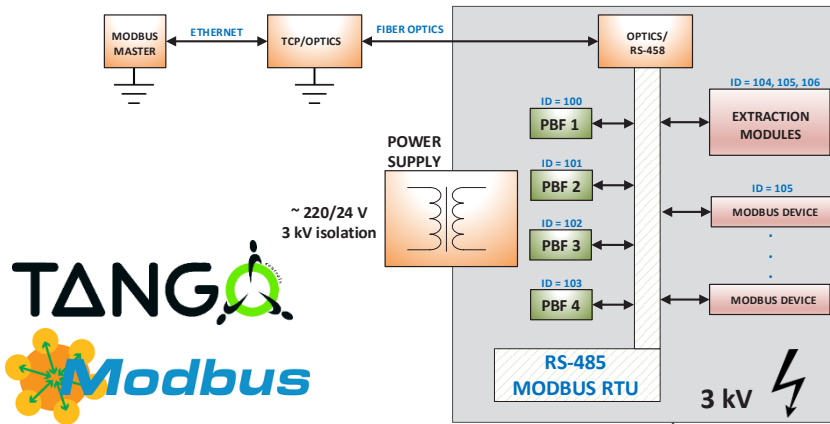 MODBUS
MASTER
ETHERNET
TCP/OPTICS
FIBER OPTICS
OPTICS/
RS-458
ID = 100
PBF 1
ID = 104, 105, 106
EXTRACTION
MODULES
POWER
SUPPLY
ID = 101
PBF 2
~ 220/24 V
3 kV isolation
ID = 105
MODBUS DEVICE
ID = 102
PBF 3
ID = 103
PBF 4
MODBUS DEVICE
TANGO
Modbus
RS-485
MODBUS RTU
3 kV